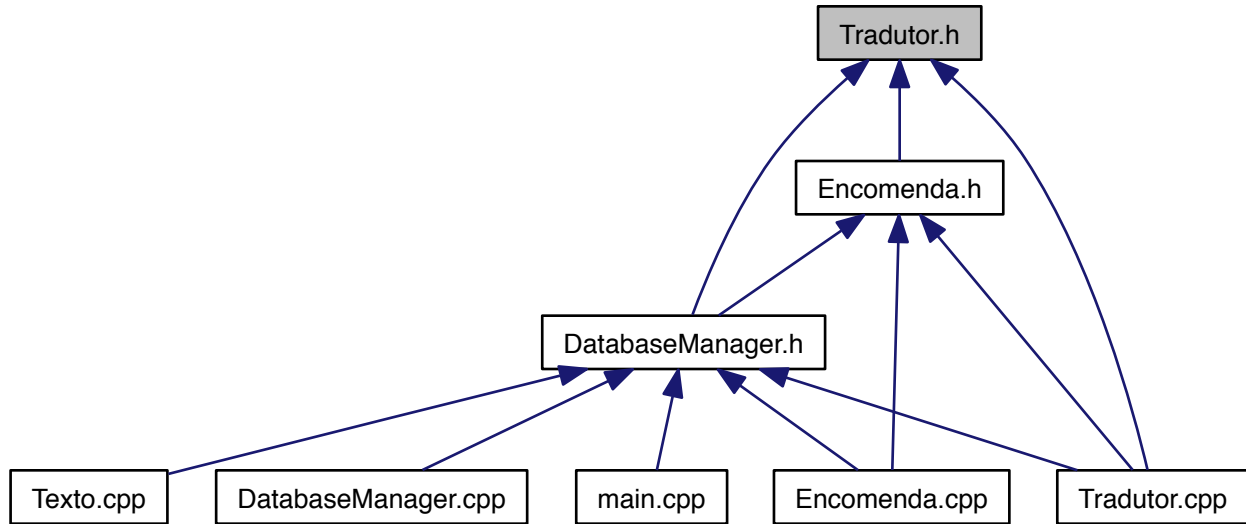 Tradutor.h
Encomenda.h
DatabaseManager.h
Texto.cpp
DatabaseManager.cpp
main.cpp
Encomenda.cpp
Tradutor.cpp